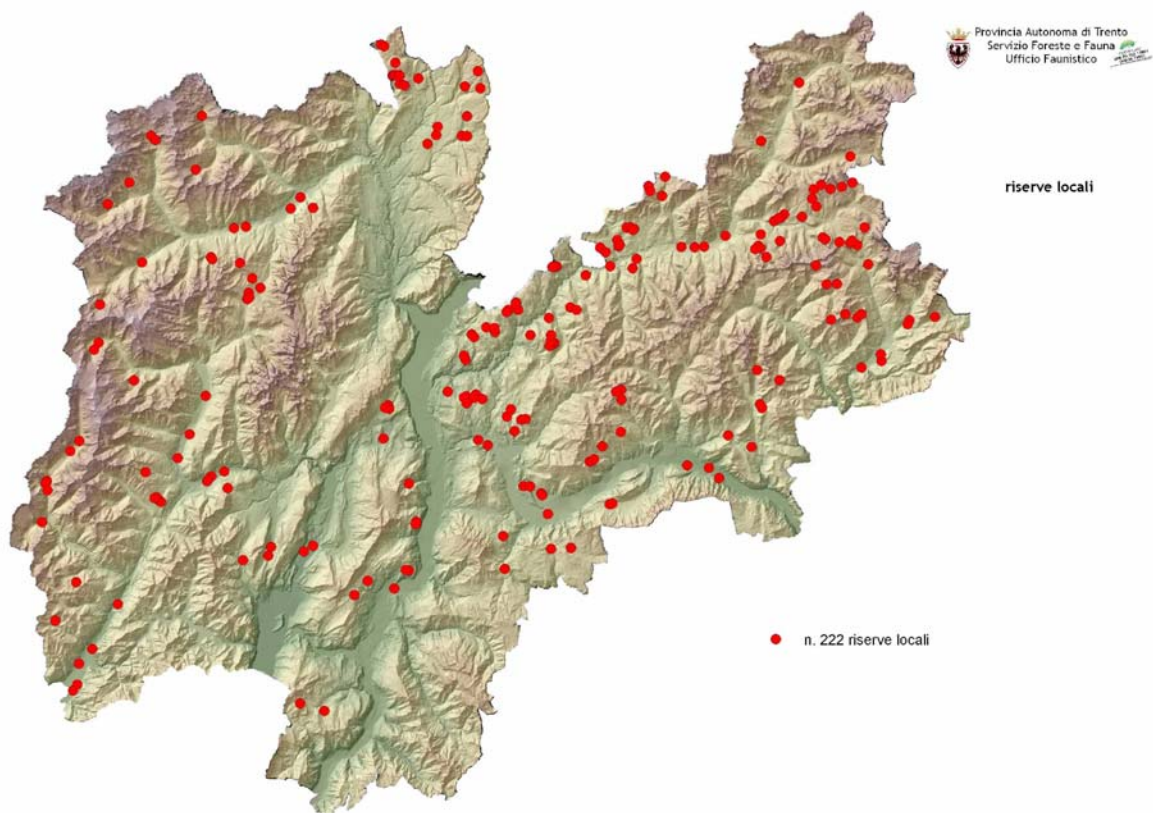 Provincia Autonoma di Trento
Servizio Foreste e Fauna
Ufficio Faunistico
riserve locali
n. 222 riserve locali